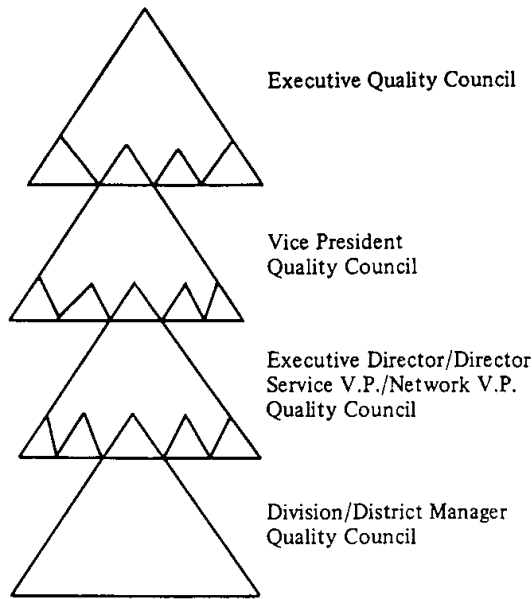 Executive Quality Council
Vice President
Quality Council
Executive Director/Director
Service V.P./Network V.P.
Quality Council
Division/District Manager
Quality Council